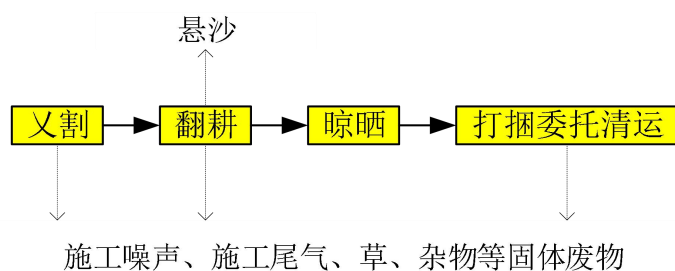 悬沙
乂割 翻耕 晾晒 打捆委托清运
施工噪声、施工尾气、草、杂物等固体废物